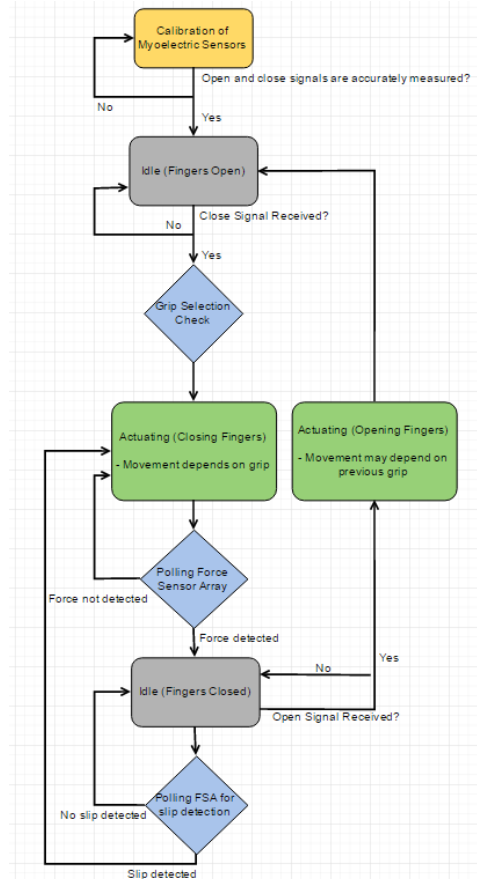 Calibration of
Myoelectric Sensors
Open and close signals are accurately measured?
No
Yes
Idle (Fingers Open)
Close Signal Received?
No
Yes
Grip Selection
Check
Actuating (Closing Fingers)
- Movement depends on grip
Actuating (Opening Fingers)
- Movement may depend on
previous grip
Polling Force
Sensor Array
Force not detected
Force detected
Yes
No
Idle (Fingers Closed)
Open Signal Received?
Polling FSA for
slip detection
No slip detected
Slip detected